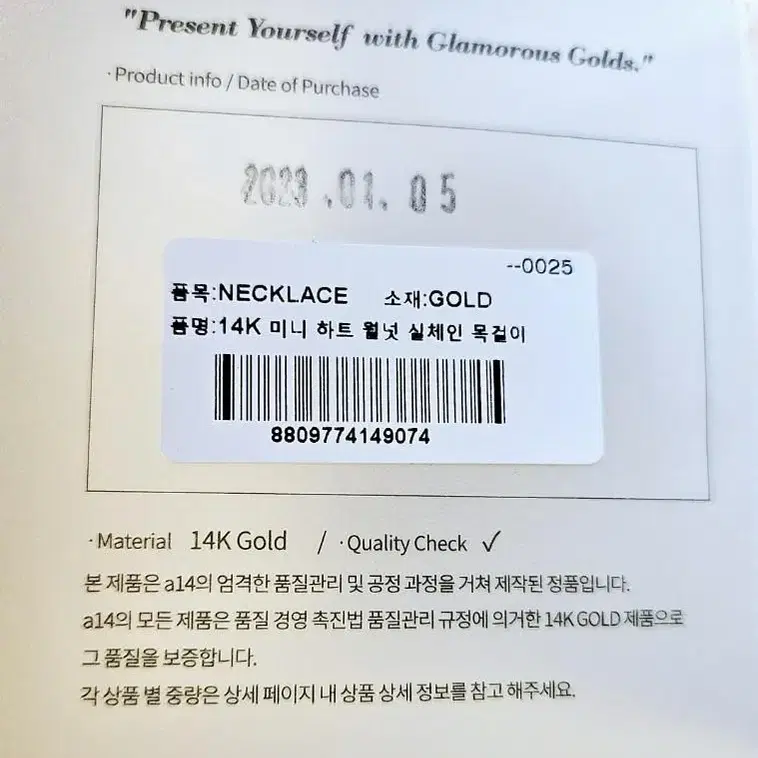 "Present Yourself with Glamorous Golds."
·Product info / Date of Purchase
2023.01.05
--0025
품목:NECKLACE 소재:GOLD
품명:14K 미니 하트 월넛 실체인 목걸이
8809774149074
·Material 14K Gold / ·Quality Check ✓
본 제품은 a14의 엄격한 품질관리 및 공정 과정을 거쳐 제작된 정품입니다.
a14의 모든 제품은 품질 경영 촉진법 품질관리 규정에 의거한 14K GOLD 제품으로
그 품질을 보증합니다.
각 상품 별 중량은 상세 페이지 내 상품 상세 정보를 참고 해주세요.